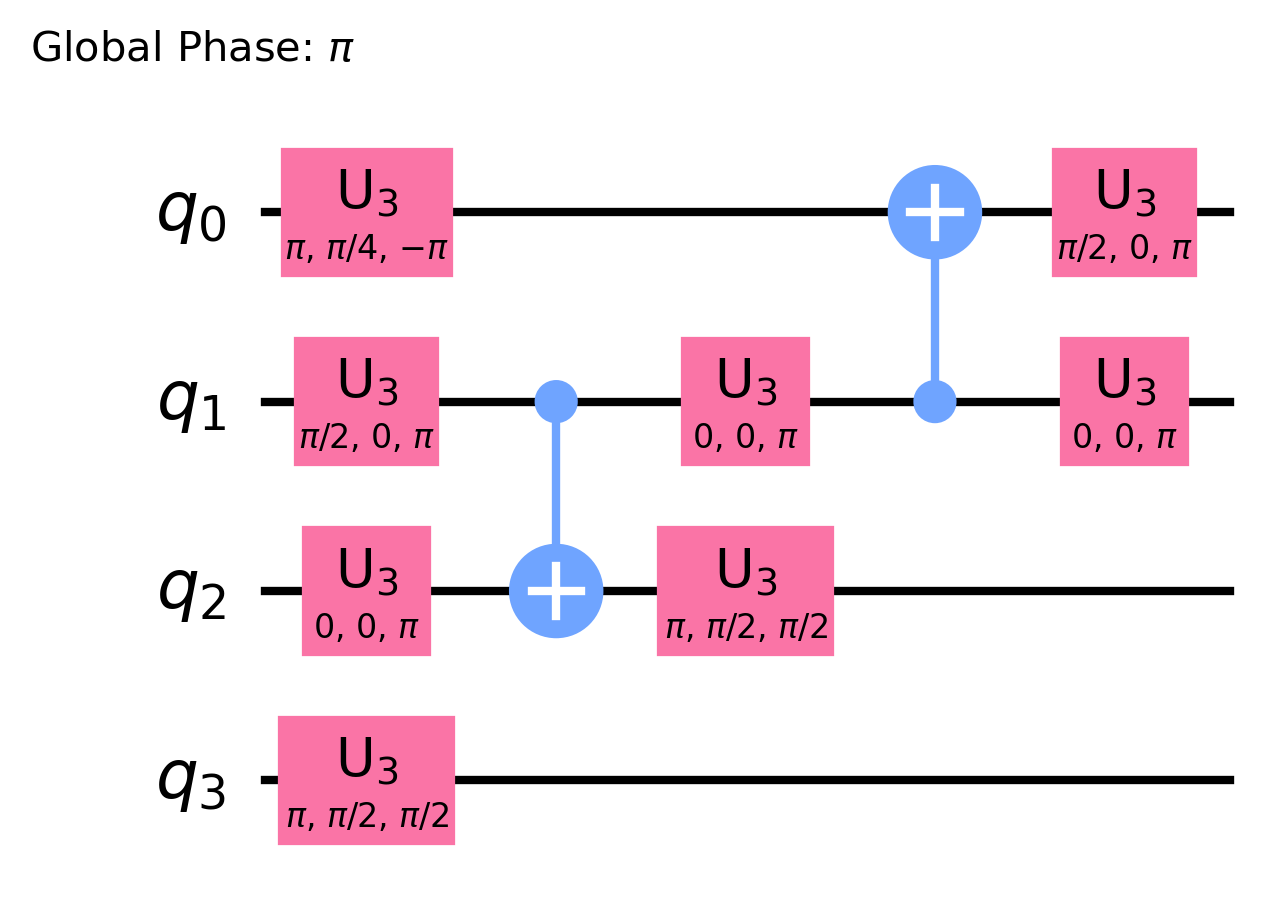 Global Phase: π
q0
U3
π, π/4, −π
U3
π/2, 0, π
q1
U3
π/2, 0, π
U3
0, 0, π
U3
0, 0, π
q2
U3
0, 0, π
U3
π, π/2, π/2
q3
U3
π, π/2, π/2